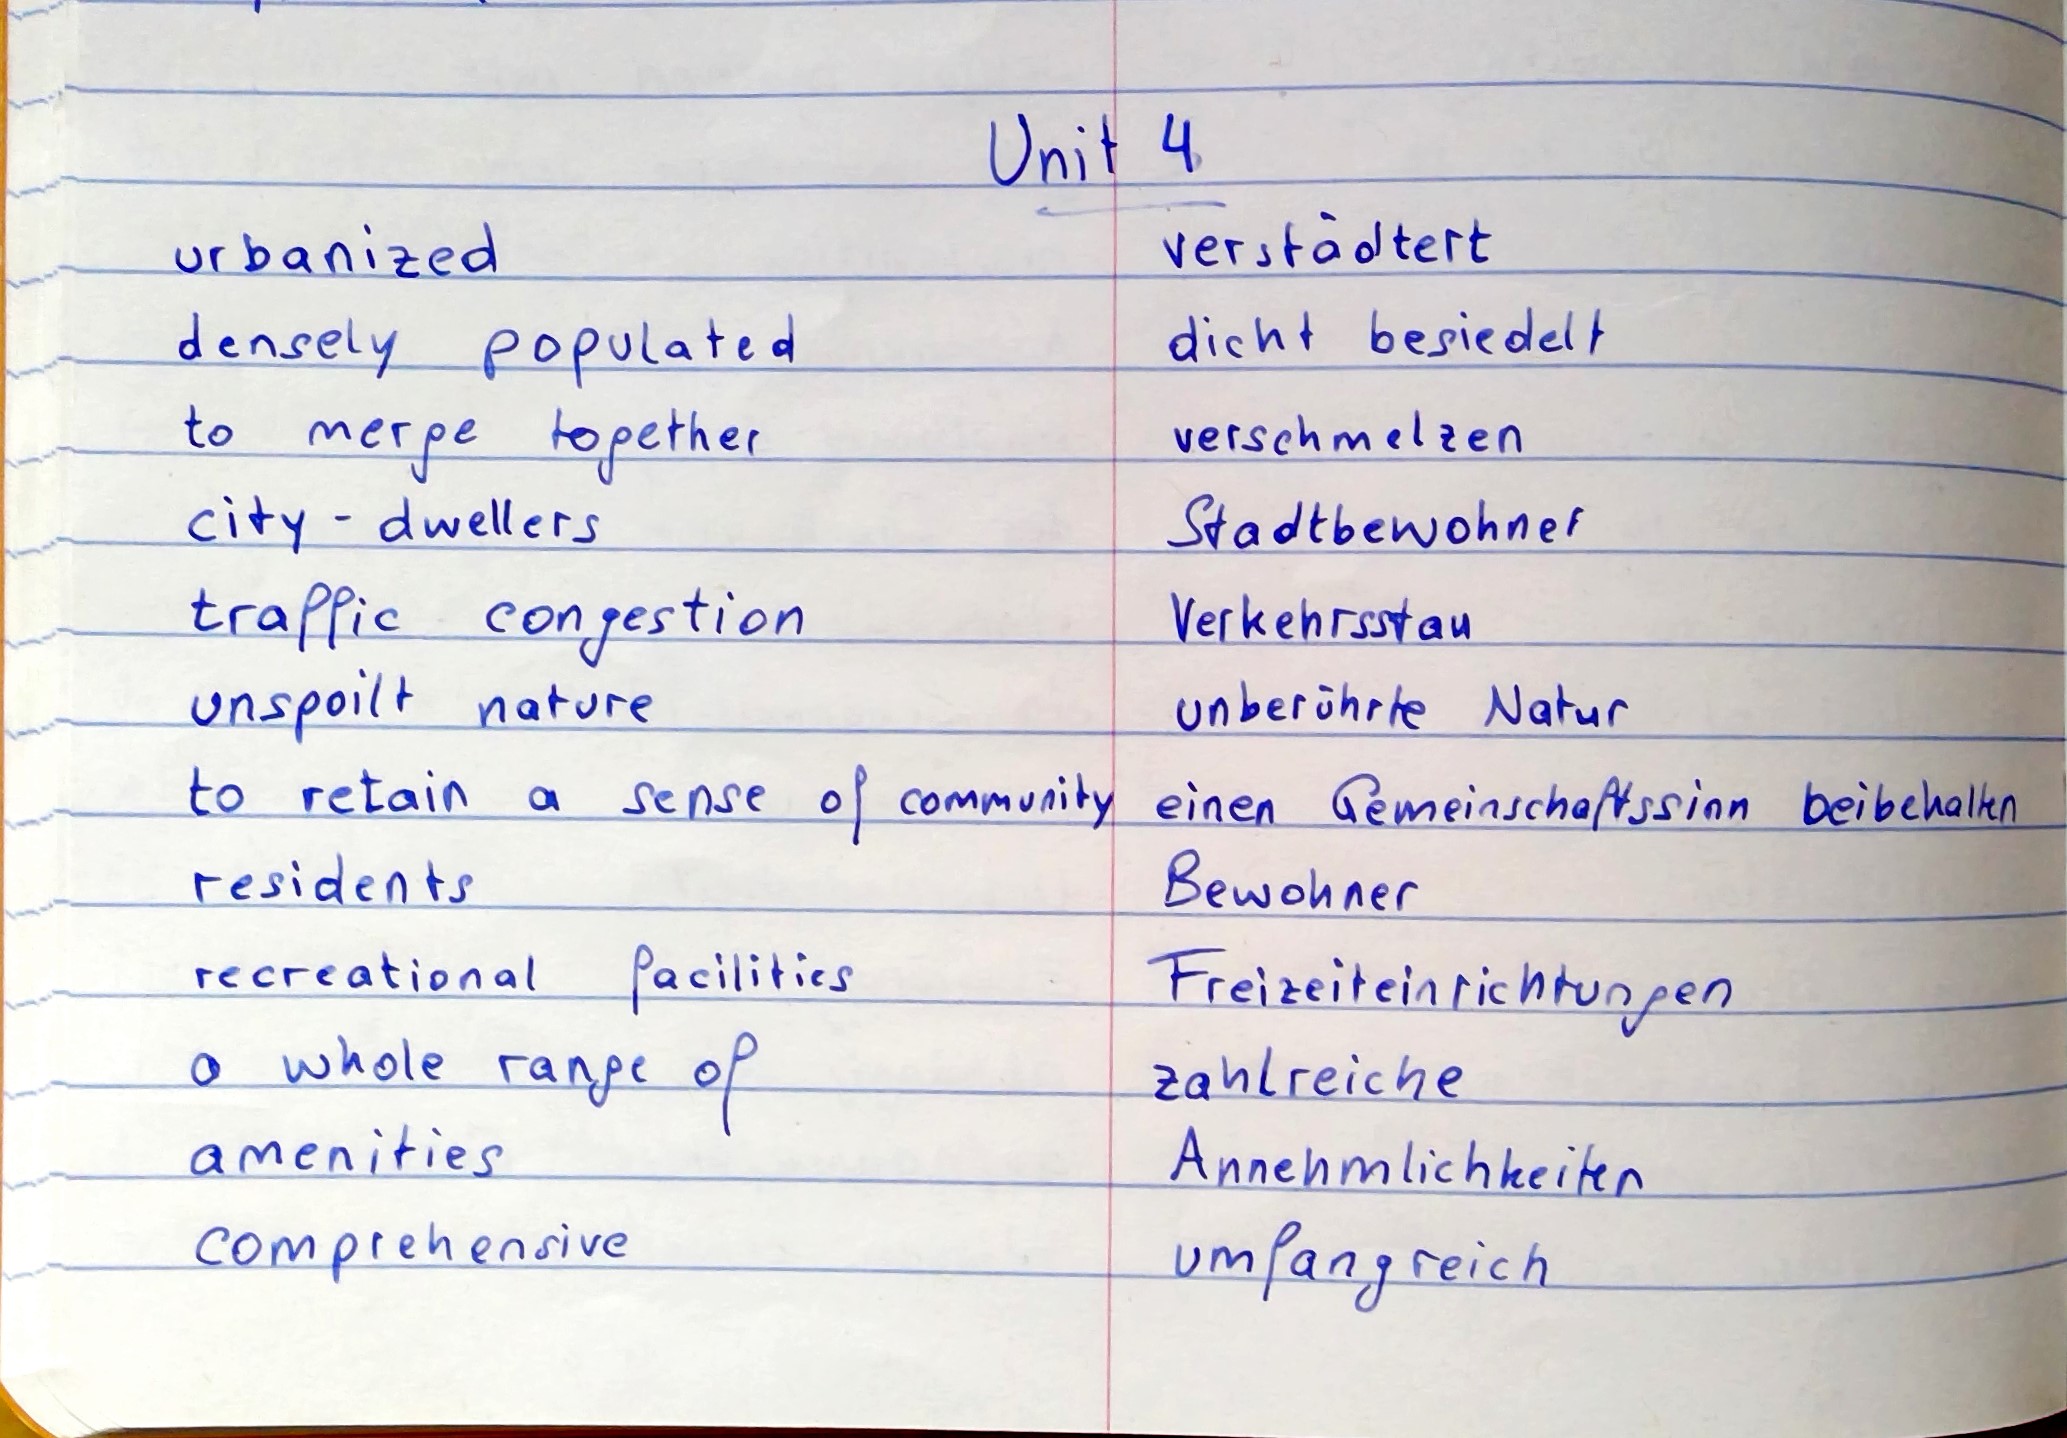 Unit 4
urbanized verstädtert
densely populated dicht besiedelt
to merge together verschmelzen
city-dwellers Stadtbewohner
traffic congestion Verkehrsstau
unspoilt nature unberührte Natur
to retain a sense of community einen Gemeinschaftssinn beibehalten
residents Bewohner
recreational facilities Freizeiteinrichtungen
a whole range of zahlreiche
amenities Annehmlichkeiten
comprehensive umfangreich